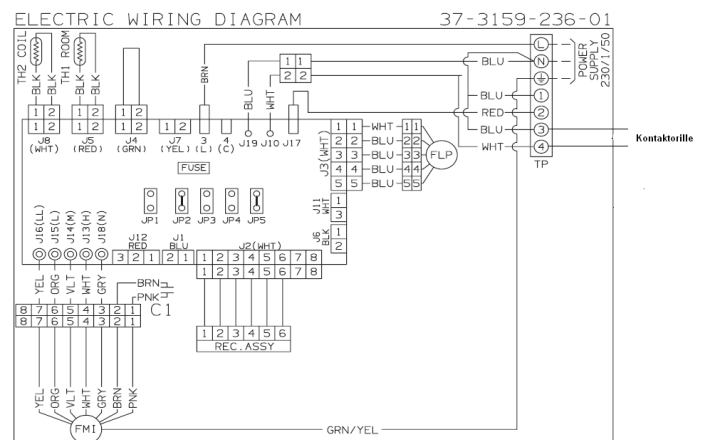 ELECTRIC WIRING DIAGRAM 37-3159-236-01
TH2 COIL
TH1 ROOM
BLK BLK BLK BLK
BRN
BLU
WHT
1 1
2 2
BLU
L
N
POWER SUPPLY 230/1/50
BLU 1
RED 2
BLU 3
WHT 4
TP
Kontaktorille
1 2 1 2 1 2
1 2 1 2 1 2 1 2 3 4
J8 J5 J4 J7 (L) (C) J19 J10 J17
(WHT) (RED) (GRN) (YEL)
FUSE
J3(WHT)
1 1 WHT 1 1
2 2 BLU 2 2
3 3 BLU 3 3
4 4 BLU 4 4
5 5 BLU 5 5
FLP
JP1 JP2 JP3 JP4 JP5
J11 WHT 1 3
J6 BLK 1 2
J16(LL) J15(L) J14(M) J13(H) J18(N)
J12 RED
J1 BLU
J2(WHT)
3 2 1 2 1 1 2 3 4 5 6 7 8
1 2 3 4 5 6 7 8
YEL ORG VLT WHT GRY
BRN
PNK
C1
8 7 6 5 4 3 2 1
8 7 6 5 4 3 2 1
1 2 3 4 5 6
REC.ASSY
YEL ORG VLT WHT GRY BRN PNK
FMI
GRN/YEL